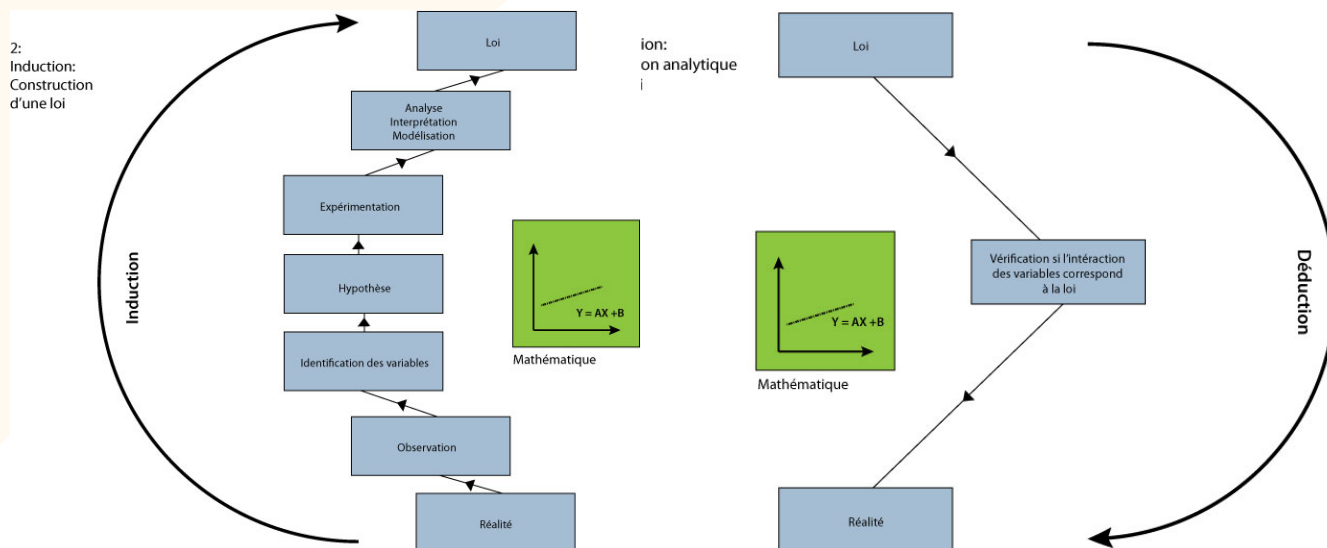 2:
Induction:
Construction
d'une loi
Loi
Analyse
Interprétation
Modélisation
Expérimentation
Hypothèse
Identification des variables
Observation
Réalité
Induction
Y = AX +B
Mathématique
ion:
on analytique
Loi
Vérification si l'intéraction
des variables correspond
à la loi
Réalité
Y = AX +B
Mathématique
Déduction